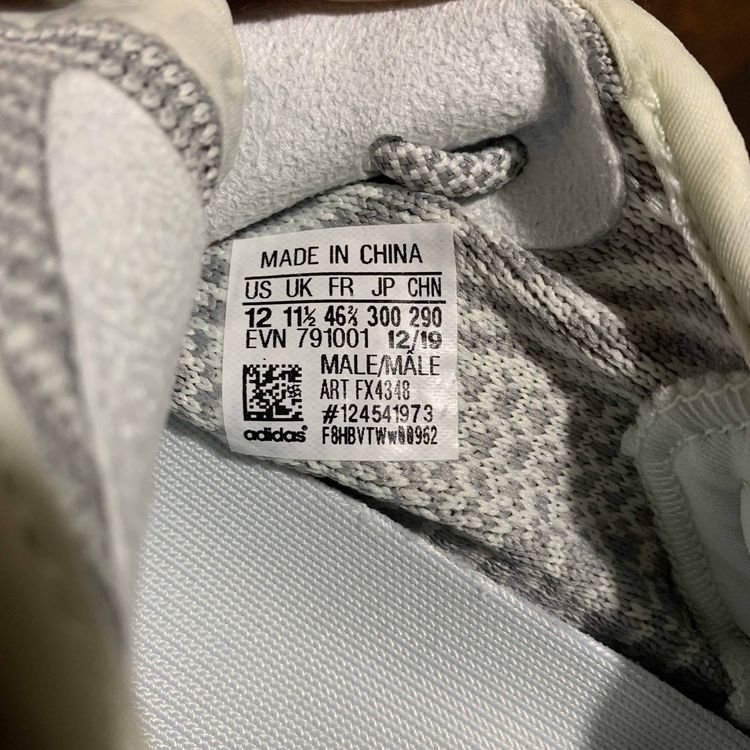 MADE IN CHINA
US UK FR JP CHN
12 11½ 46⅔ 300 290
EVN 791001 12/19
MALE/MÂLE
ART FX4348
#124541973
adidas® F8HBVTWw00962